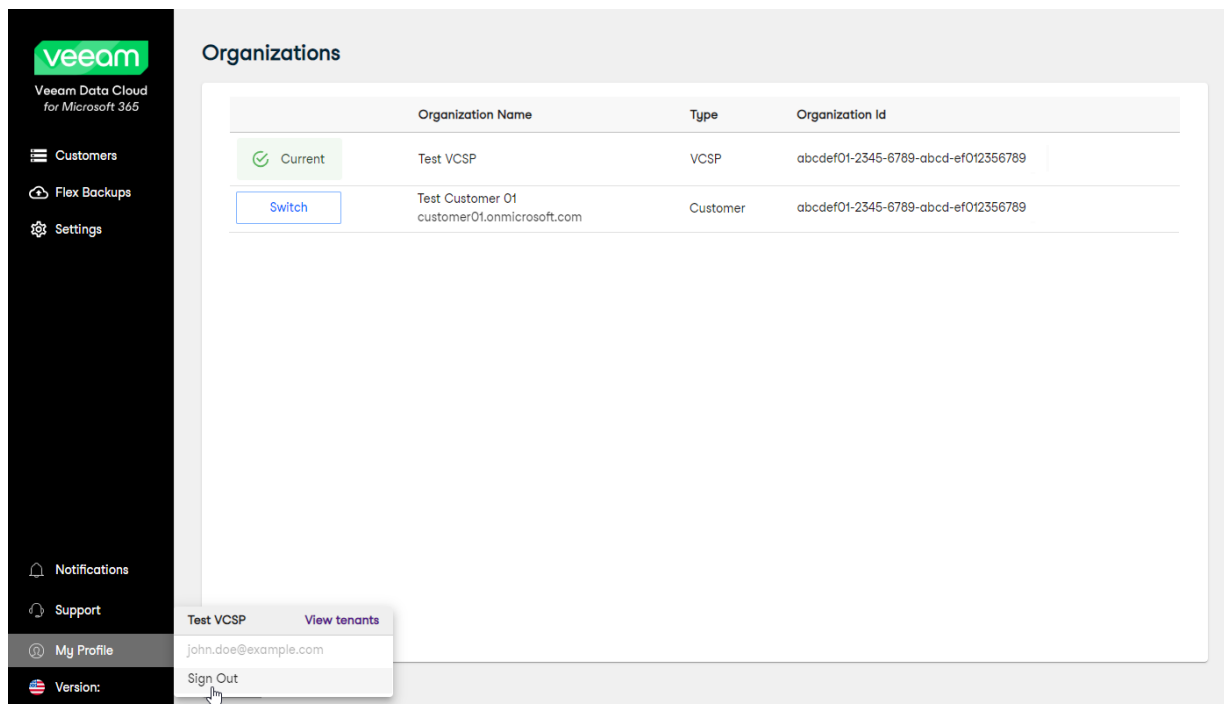 veeam
Veeam Data Cloud
for Microsoft 365
Customers
Flex Backups
Settings
Notifications
Support
My Profile
Version:
Organizations
Organization Name Type Organization Id
Current Test VCSP VCSP abcdef01-2345-6789-abcd-ef012356789
Switch Test Customer 01 customer01.onmicrosoft.com Customer abcdef01-2345-6789-abcd-ef012356789
Test VCSP View tenants
john.doe@example.com
Sign Out